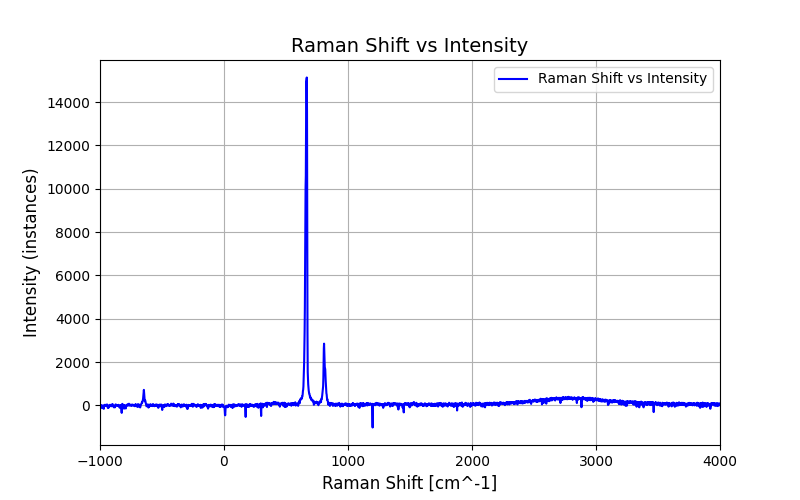 Raman Shift vs Intensity
Raman Shift vs Intensity
Intensity (instances)
14000
12000
10000
8000
6000
4000
2000
0
−1000 0 1000 2000 3000 4000
Raman Shift [cm^-1]